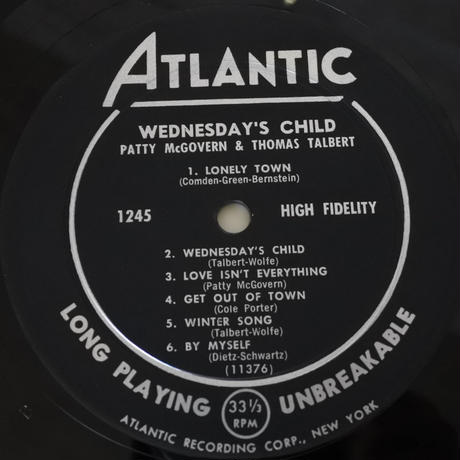 ATLANTIC
WEDNESDAY'S CHILD
PATTY McGOVERN & THOMAS TALBERT
1. LONELY TOWN
(Comden-Green-Bernstein)
1245
HIGH FIDELITY
2. WEDNESDAY'S CHILD
(Talbert-Wolfe)
3. LOVE ISN'T EVERYTHING
(Patty McGovern)
4. GET OUT OF TOWN
(Cole Porter)
5. WINTER SONG
(Talbert-Wolfe)
6. BY MYSELF
(Dietz-Schwartz)
(11376)
LONG PLAYING 33⅓ RPM UNBREAKABLE
ATLANTIC RECORDING CORP., NEW YORK